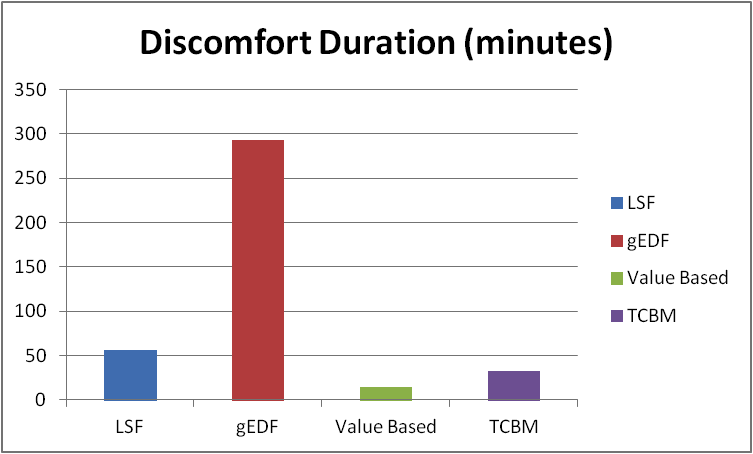 Discomfort Duration (minutes)
350
300
250
200
150
100
50
0
LSF
gEDF
Value Based
TCBM
LSF
gEDF
Value Based
TCBM